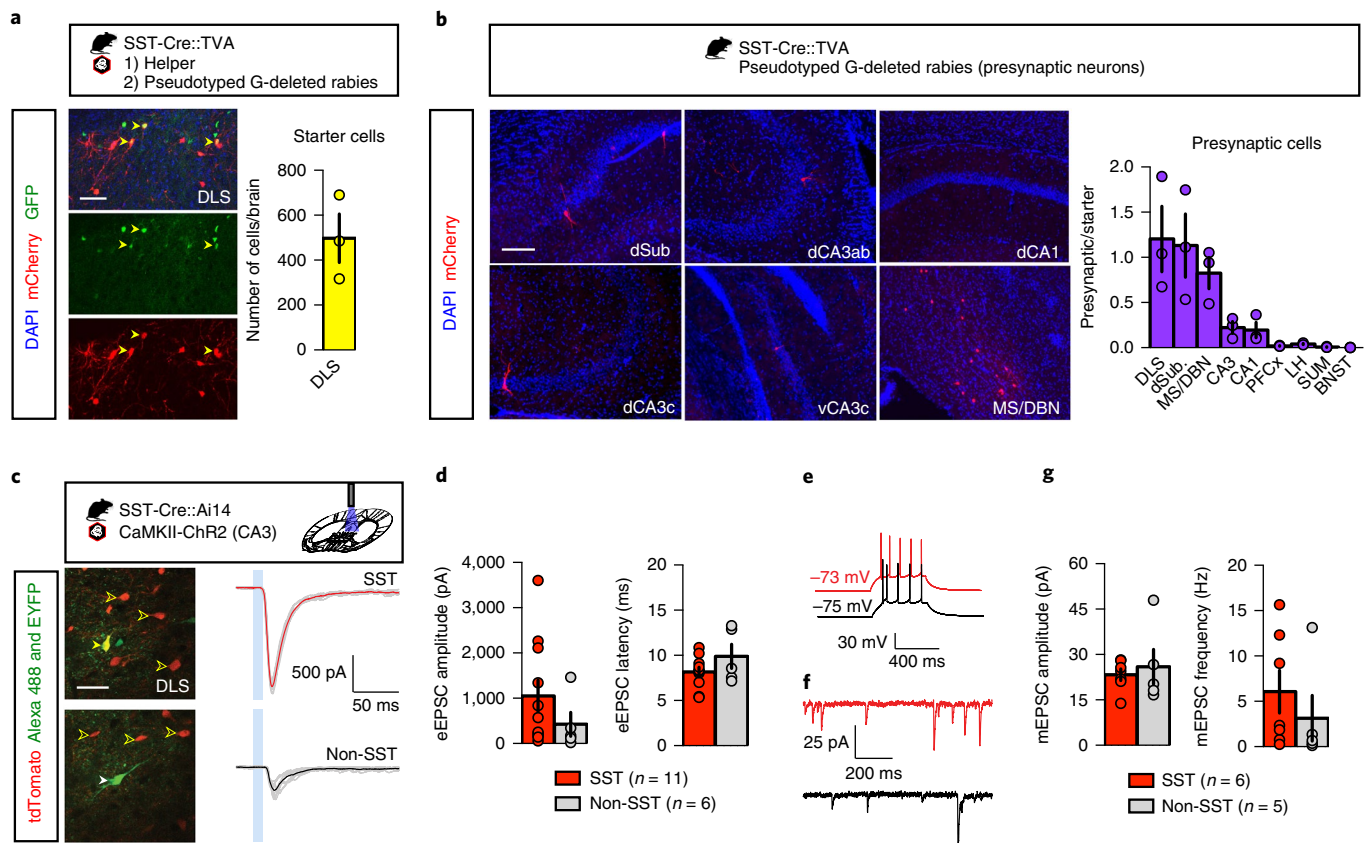 a
SST-Cre::TVA
1) Helper
2) Pseudotyped G-deleted rabies
DAPI mCherry GFP
DLS
Starter cells
Number of cells/brain
800
600
400
200
0
DLS
b
SST-Cre::TVA
Pseudotyped G-deleted rabies (presynaptic neurons)
DAPI mCherry
dSub
dCA3ab
dCA1
dCA3c
vCA3c
MS/DBN
Presynaptic cells
Presynaptic/starter
2.0
1.5
1.0
0.5
0.0
DLS
dSub.
MS/DBN
CA3
CA1
PFCx
LH
SUM
BNST
c
SST-Cre::Ai14
CaMKII-ChR2 (CA3)
tdTomato Alexa 488 and EYFP
DLS
SST
500 pA
50 ms
Non-SST
d
eEPSC amplitude (pA)
4,000
3,000
2,000
1,000
0
eEPSC latency (ms)
20
15
10
5
0
SST (n = 11)
Non-SST (n = 6)
e
–73 mV
–75 mV
30 mV
400 ms
f
25 pA
200 ms
g
mEPSC amplitude (pA)
60
45
30
15
0
mEPSC frequency (Hz)
20
15
10
5
0
SST (n = 6)
Non-SST (n = 5)